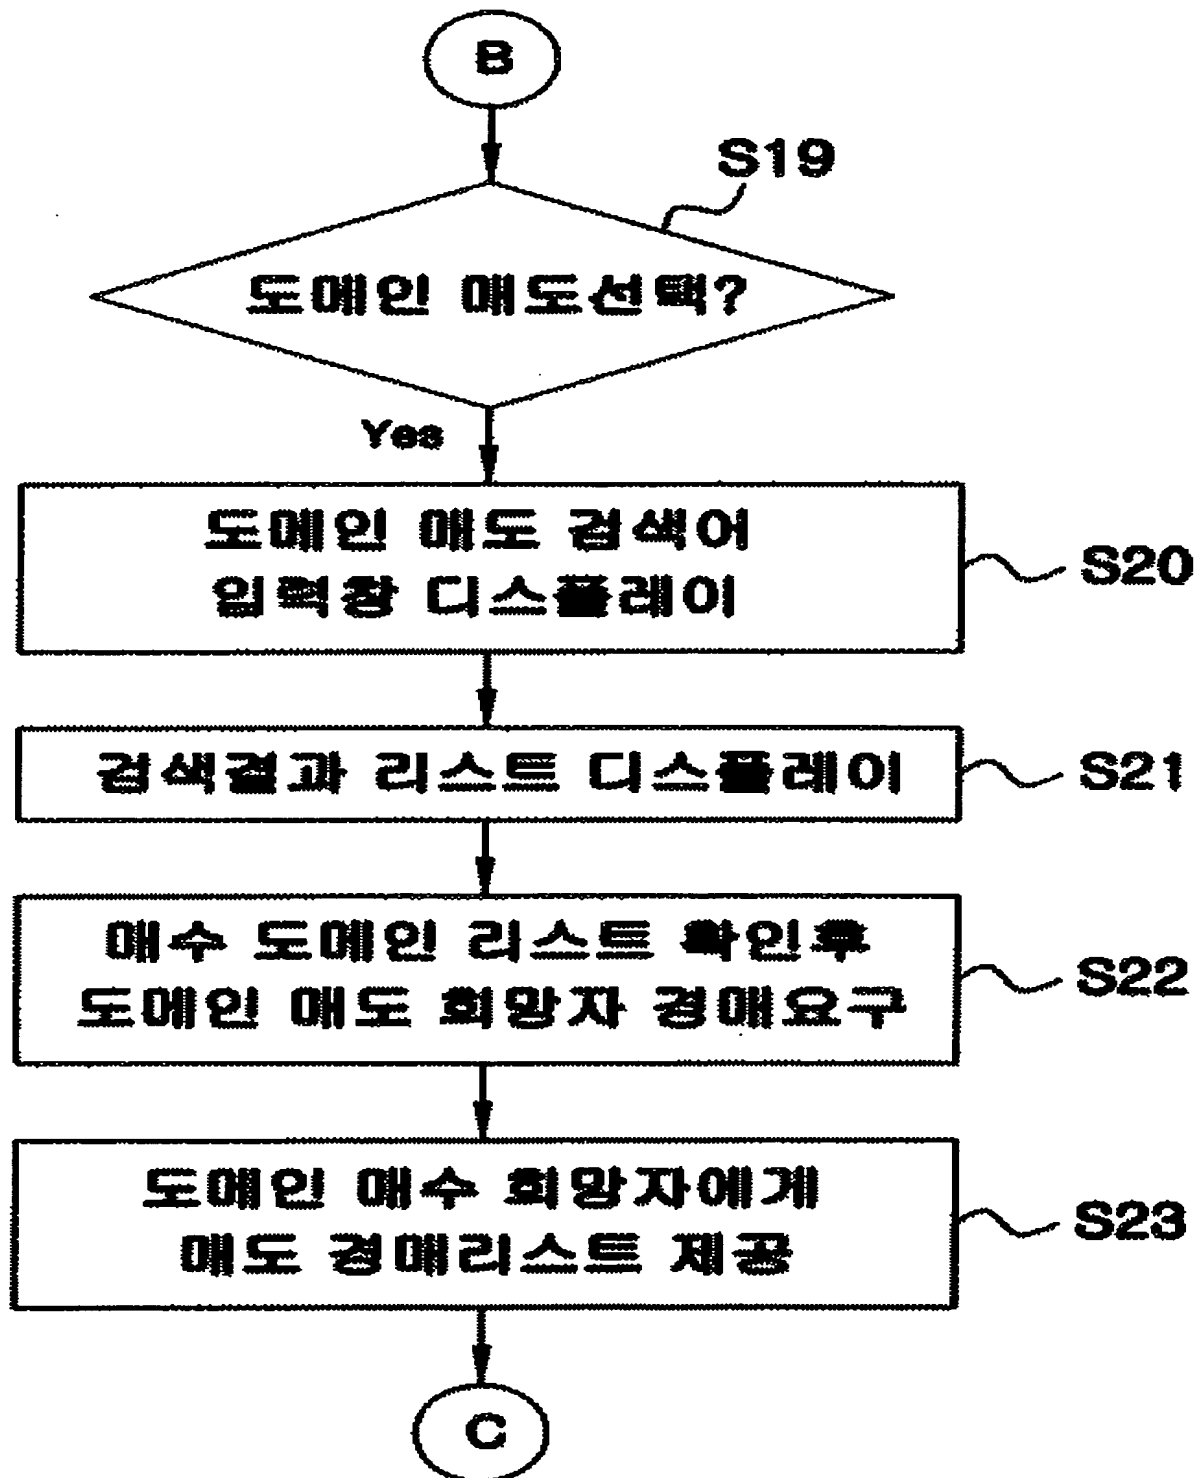 B
S19
도메인 매도선택?
Yes
도메인 매도 검색어
입력창 디스플레이
S20
검색결과 리스트 디스플레이
S21
매수 도메인 리스트 확인후
도메인 매도 희망자 경매요구
S22
도메인 매수 희망자에게
매도 경매리스트 제공
S23
C